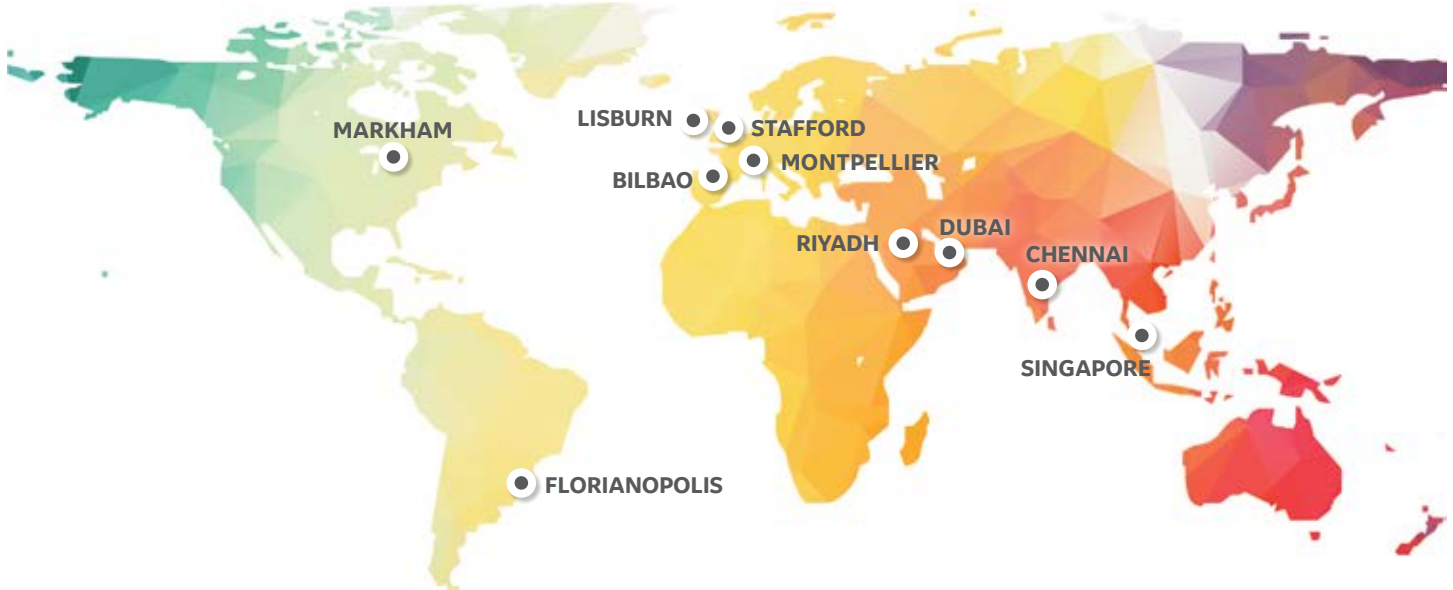 LISBURN
STAFFORD
MARKHAM
MONTPELLIER
BILBAO
DUBAI
RIYADH
CHENNAI
SINGAPORE
FLORIANOPOLIS